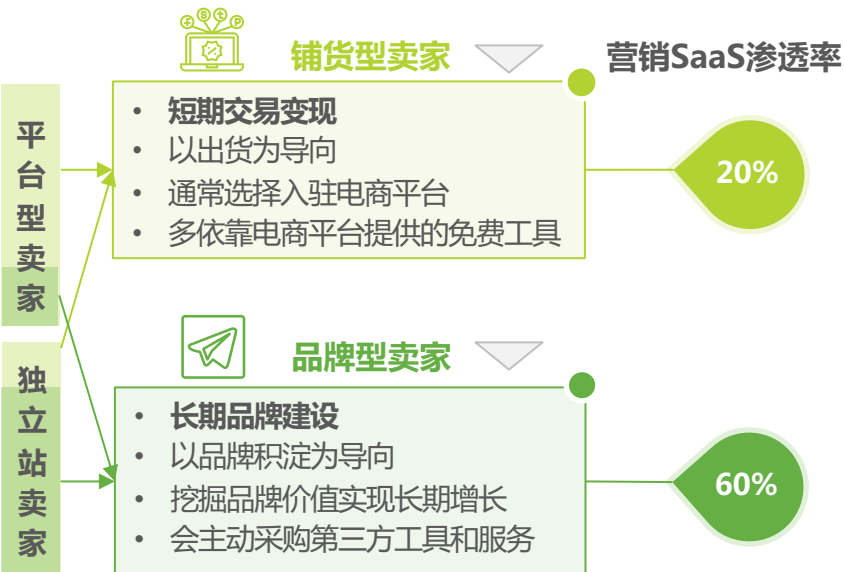 铺货型卖家
营销SaaS渗透率
平台型卖家
• 短期交易变现
• 以出货为导向
• 通常选择入驻电商平台
• 多依靠电商平台提供的免费工具
20%
品牌型卖家
独立站卖家
• 长期品牌建设
• 以品牌积淀为导向
• 挖掘品牌价值实现长期增长
• 会主动采购第三方工具和服务
60%